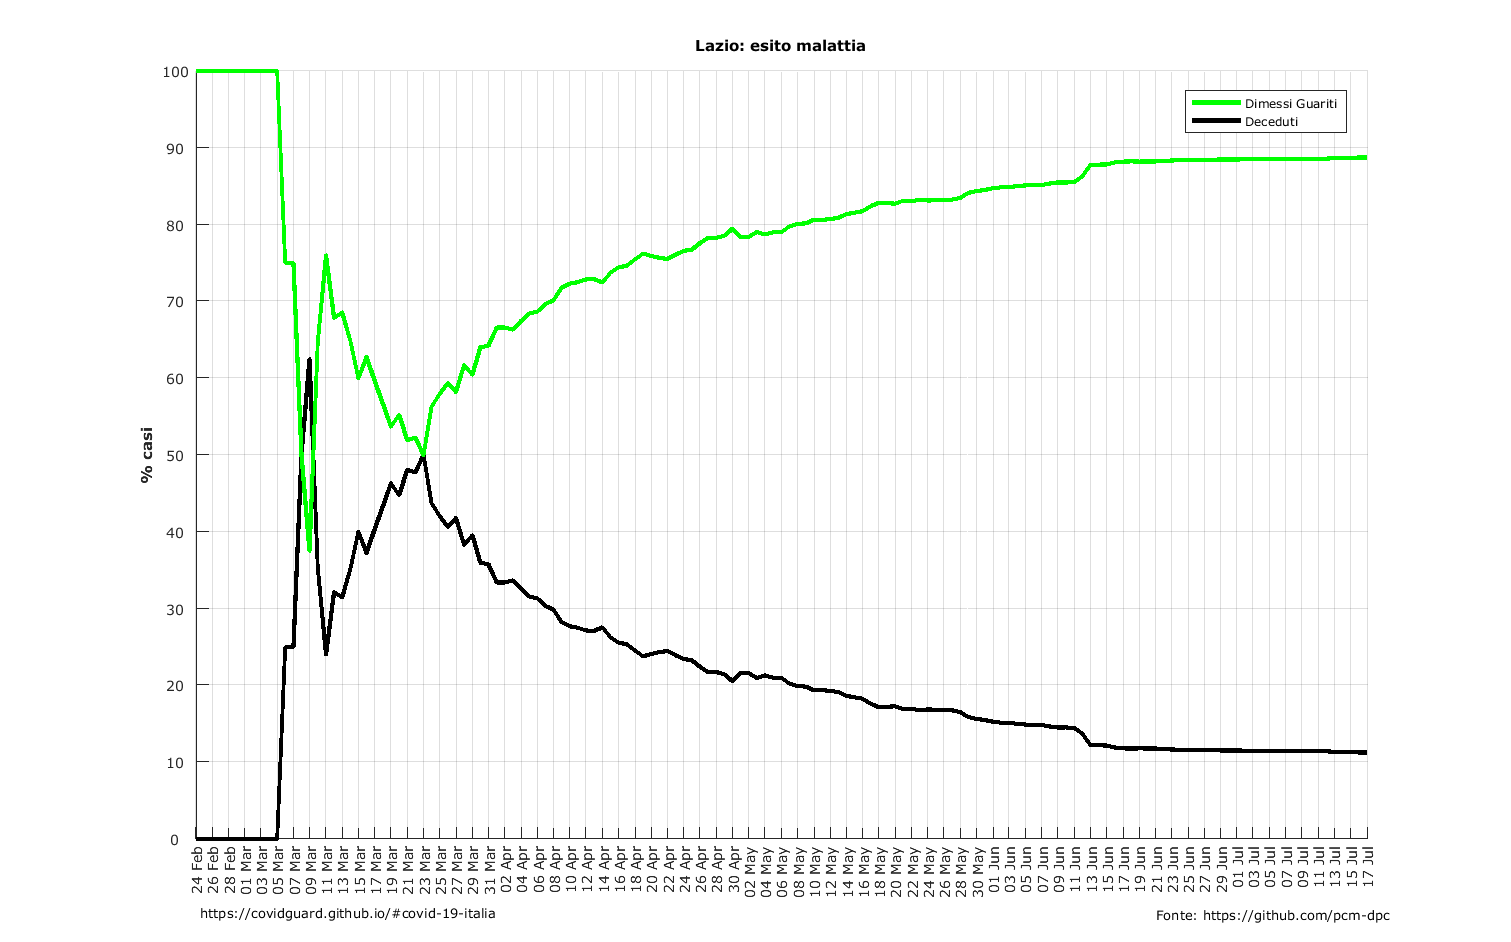 Lazio: esito malattia
100
90
80
70
60
50
40
30
20
10
0
% casi
Dimessi Guariti
Deceduti
24 Feb
26 Feb
28 Feb
01 Mar
03 Mar
05 Mar
07 Mar
09 Mar
11 Mar
13 Mar
15 Mar
17 Mar
19 Mar
21 Mar
23 Mar
25 Mar
27 Mar
29 Mar
31 Mar
02 Apr
04 Apr
06 Apr
08 Apr
10 Apr
12 Apr
14 Apr
16 Apr
18 Apr
20 Apr
22 Apr
24 Apr
26 Apr
28 Apr
30 Apr
02 May
04 May
06 May
08 May
10 May
12 May
14 May
16 May
18 May
20 May
22 May
24 May
26 May
28 May
30 May
01 Jun
03 Jun
05 Jun
07 Jun
09 Jun
11 Jun
13 Jun
15 Jun
17 Jun
19 Jun
21 Jun
23 Jun
25 Jun
27 Jun
29 Jun
01 Jul
03 Jul
05 Jul
07 Jul
09 Jul
11 Jul
13 Jul
15 Jul
17 Jul
https://covidguard.github.io/#covid-19-italia
Fonte: https://github.com/pcm-dpc